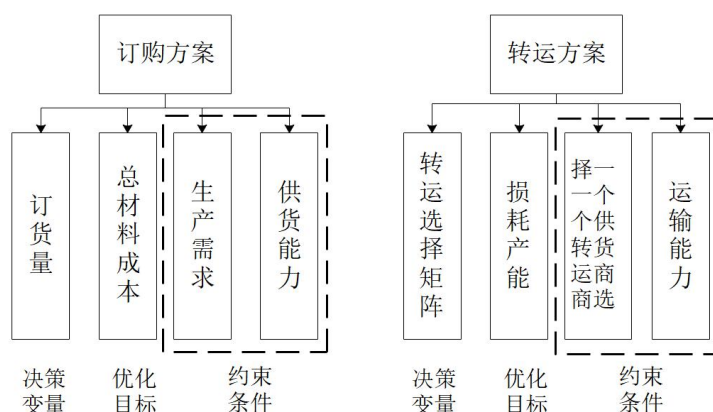 订购方案
转运方案
订货量
总材料成本
生产需求
供货能力
转运选择矩阵
损耗产能
一个供货商选
择一个转运商
运输能力
决策
变量
优化
目标
约束
条件
决策
变量
优化
目标
约束
条件